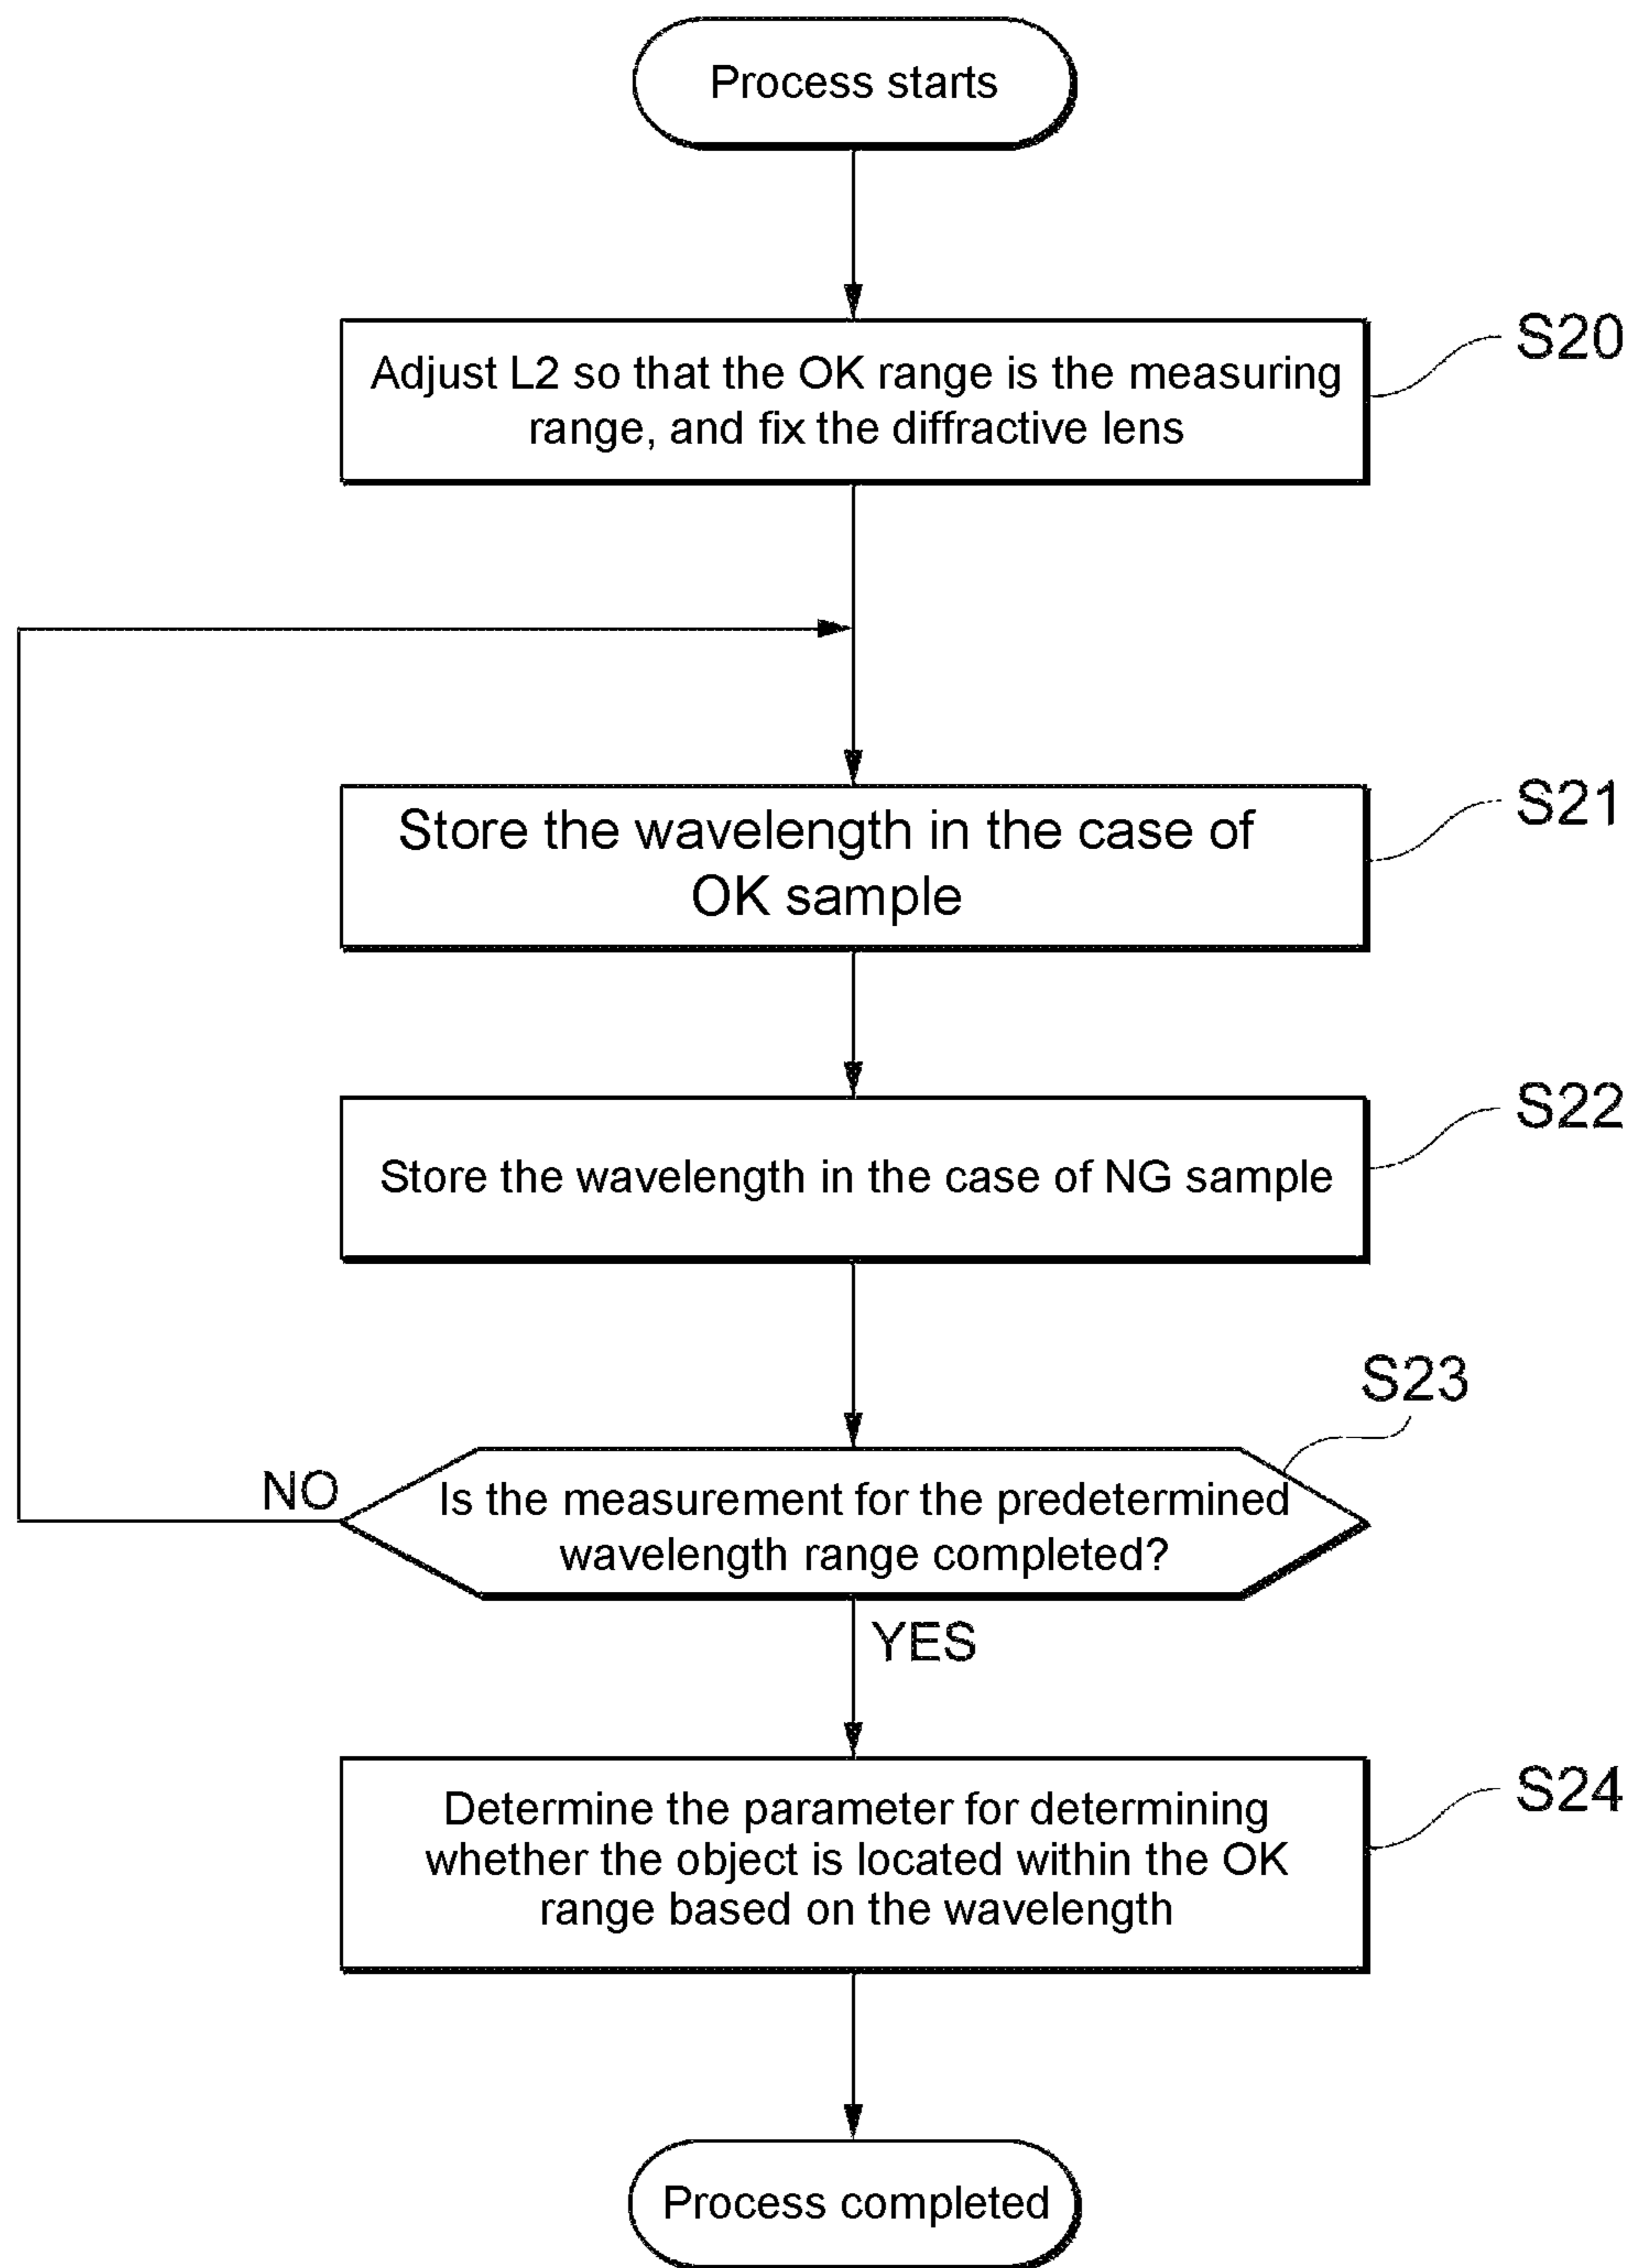 Process starts
S20
Adjust L2 so that the OK range is the measuring
range, and fix the diffractive lens
S21
Store the wavelength in the case of
OK sample
S22
Store the wavelength in the case of NG sample
S23
NO
Is the measurement for the predetermined
wavelength range completed?
YES
S24
Determine the parameter for determining
whether the object is located within the OK
range based on the wavelength
Process completed